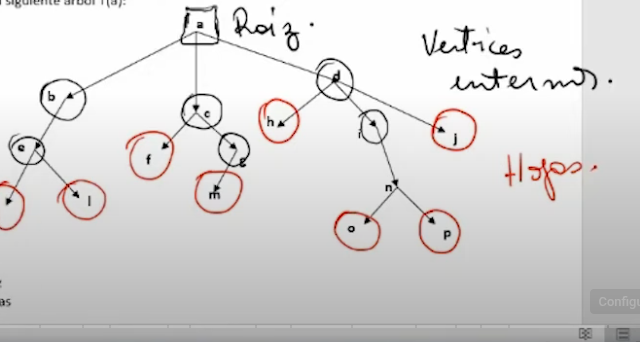 siguiente árbol T(a):
a Raíz.
Vertices
internos.
b
d
c
h
j
e
i
f
g
Hojas.
l
m
n
o
p
as
Configu